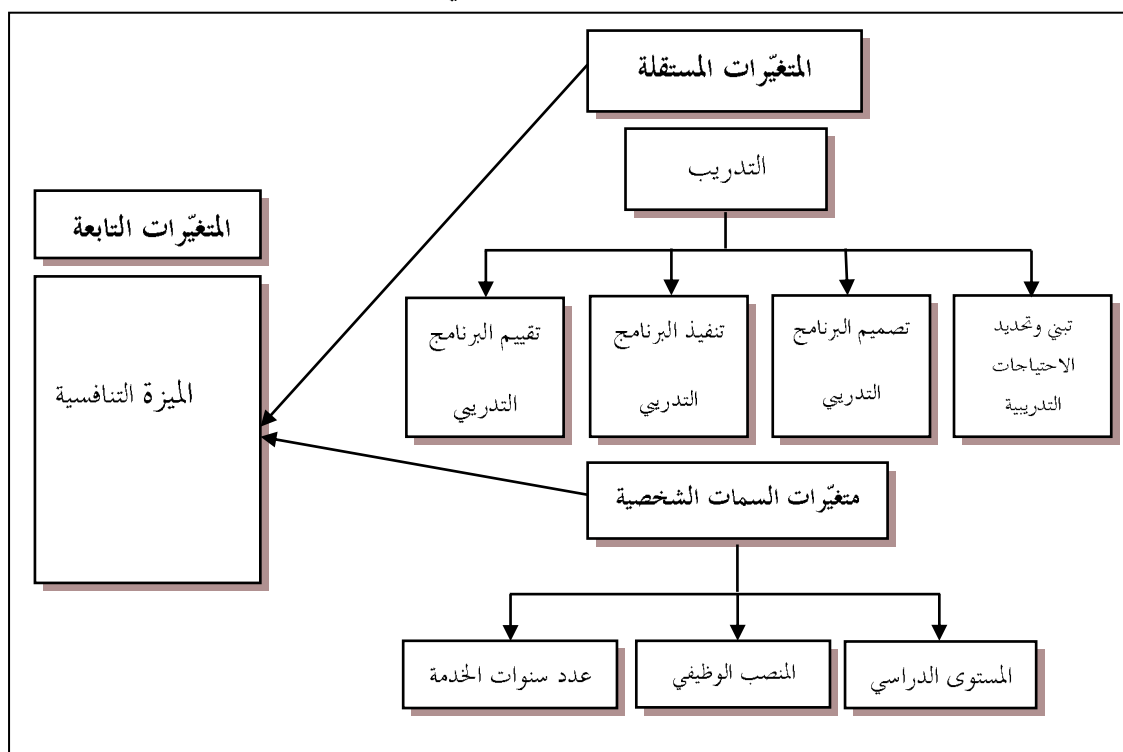 المتغيّرات المستقلة
التدريب
المتغيّرات التابعة
الميزة التنافسية
تبني وتحديد
الاحتياجات
التدريبية
تصميم البرنامج
التدريبي
تنفيذ البرنامج
التدريبي
تقييم البرنامج
التدريبي
متغيّرات السمات الشخصية
المستوى الدراسي
المنصب الوظيفي
عدد سنوات الخدمة